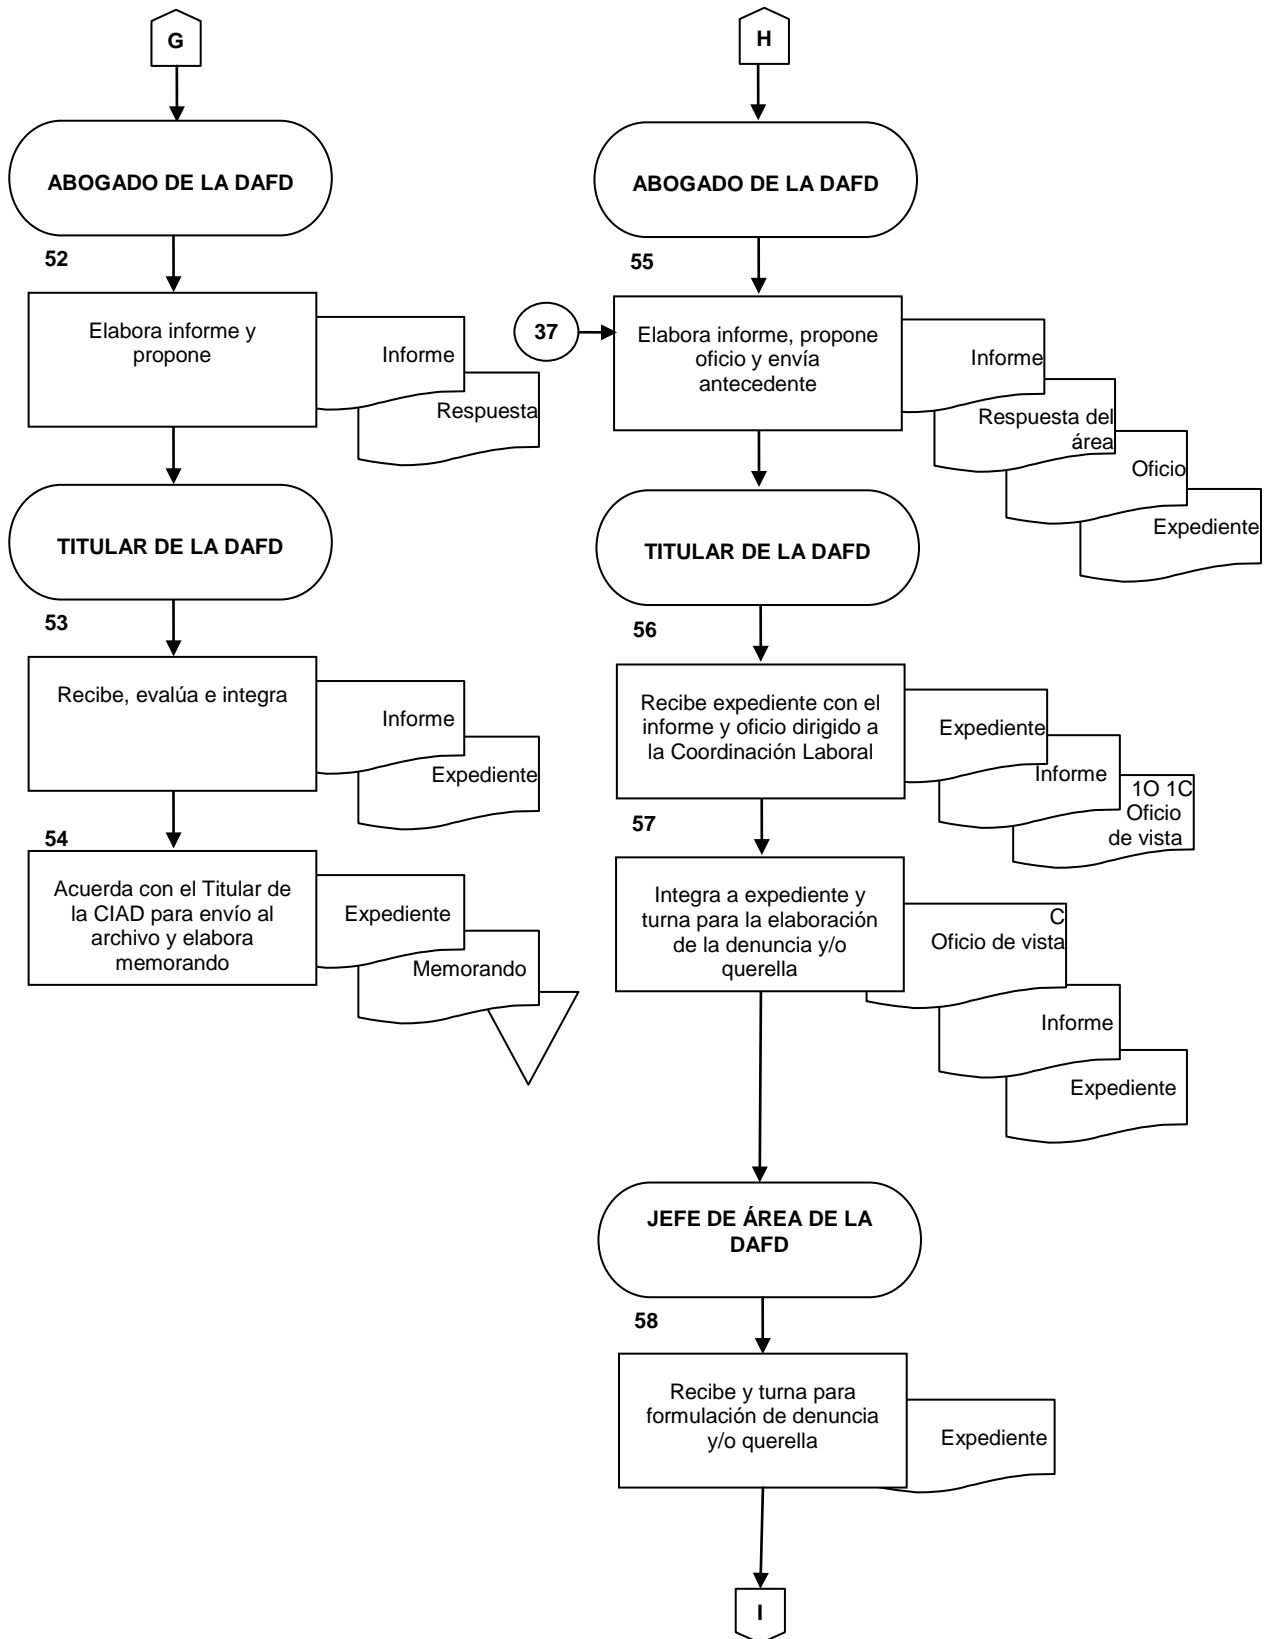 G
ABOGADO DE LA DAFD
52
Elabora informe y
propone
Informe
Respuesta
TITULAR DE LA DAFD
53
Recibe, evalúa e integra
Informe
Expediente
54
Acuerda con el Titular de
la CIAD para envío al
archivo y elabora
memorando
Expediente
Memorando
H
ABOGADO DE LA DAFD
55
37
Elabora informe, propone
oficio y envía
antecedente
Informe
Respuesta del
área
Oficio
Expediente
TITULAR DE LA DAFD
56
Recibe expediente con el
informe y oficio dirigido a
la Coordinación Laboral
Expediente
Informe
1O 1C
Oficio
de vista
57
Integra a expediente y
turna para la elaboración
de la denuncia y/o
querella
C
Oficio de vista
Informe
Expediente
JEFE DE ÁREA DE LA
DAFD
58
Recibe y turna para
formulación de denuncia
y/o querella
Expediente
I